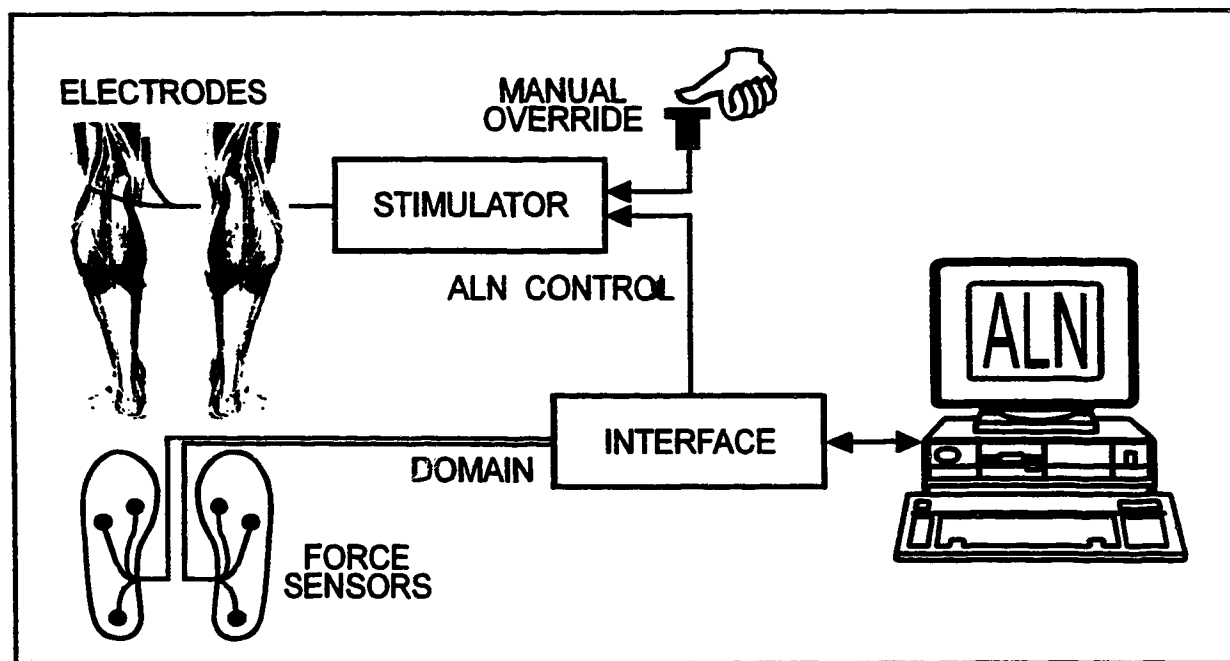 ELECTRODES
MANUAL
OVERRIDE
STIMULATOR
ALN CONTROL
ALN
INTERFACE
DOMAIN
FORCE
SENSORS